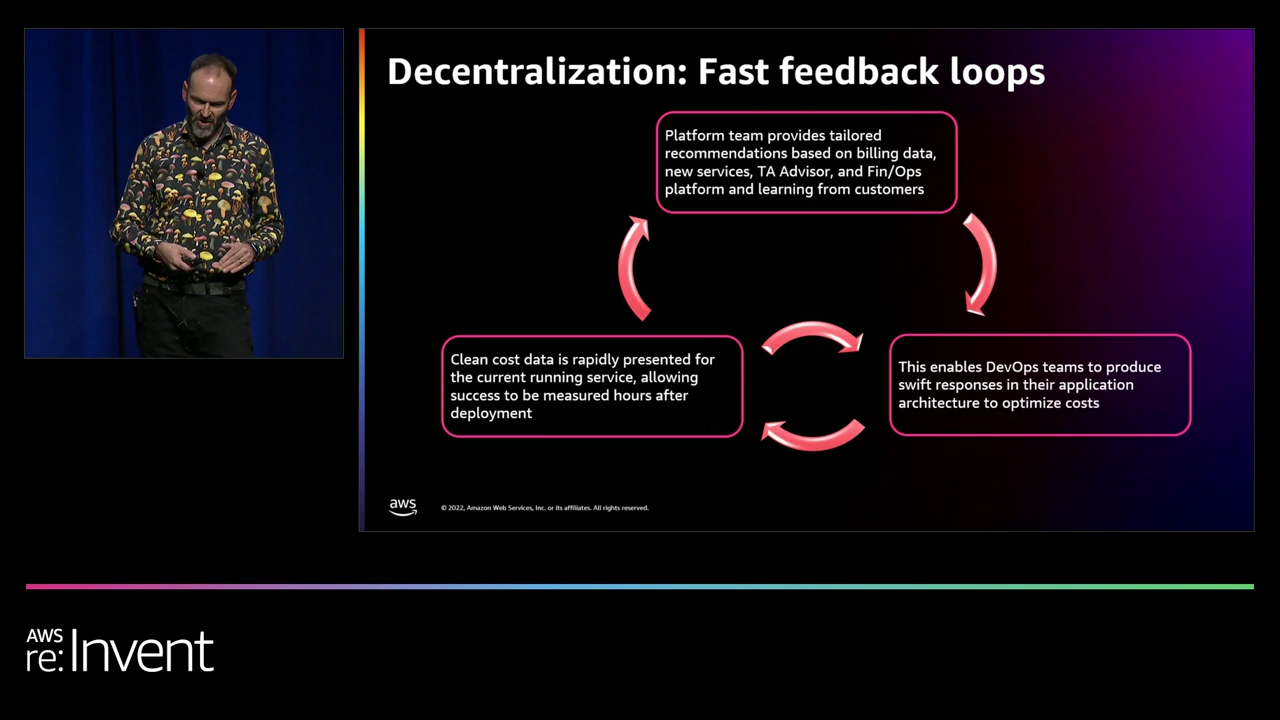 Decentralization: Fast feedback loops
Platform team provides tailored
recommendations based on billing data,
new services, TA Advisor, and Fin/Ops
platform and learning from customers
Clean cost data is rapidly presented for
the current running service, allowing
success to be measured hours after
deployment
This enables DevOps teams to produce
swift responses in their application
architecture to optimize costs
aws
© 2022, Amazon Web Services, Inc. or its affiliates. All rights reserved.
AWS
re:Invent